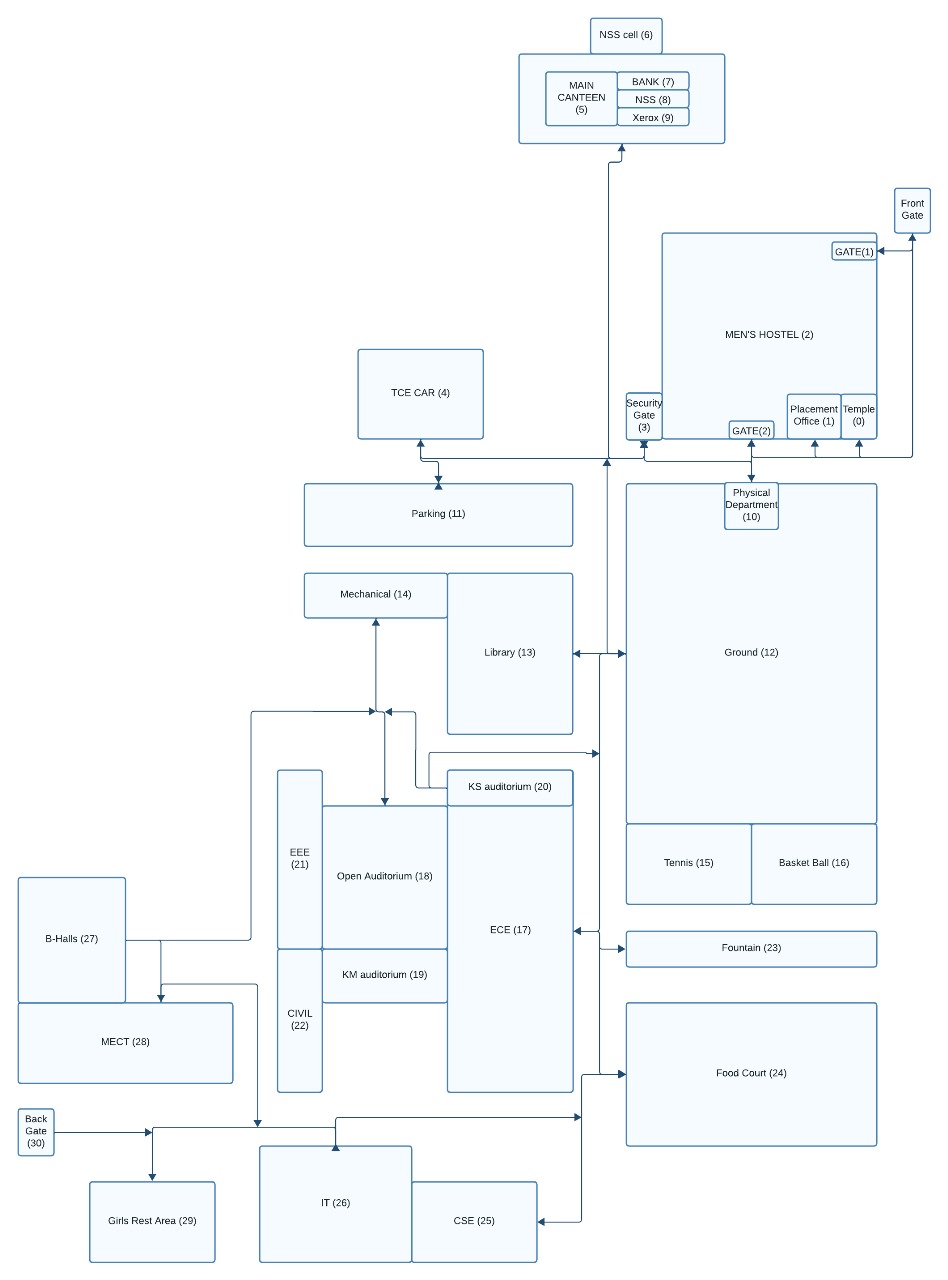 NSS cell (6)
MAIN
CANTEEN
(5)
BANK (7)
NSS (8)
Xerox (9)
Front
Gate
GATE(1)
MEN'S HOSTEL (2)
TCE CAR (4)
Security
Gate
(3)
GATE(2)
Placement
Office (1)
Temple
(0)
Parking (11)
Physical
Department
(10)
Mechanical (14)
Library (13)
Ground (12)
KS auditorium (20)
EEE
(21)
Open Auditorium (18)
Tennis (15)
Basket Ball (16)
B-Halls (27)
ECE (17)
Fountain (23)
KM auditorium (19)
CIVIL
(22)
MECT (28)
Food Court (24)
Back
Gate
(30)
Girls Rest Area (29)
IT (26)
CSE (25)